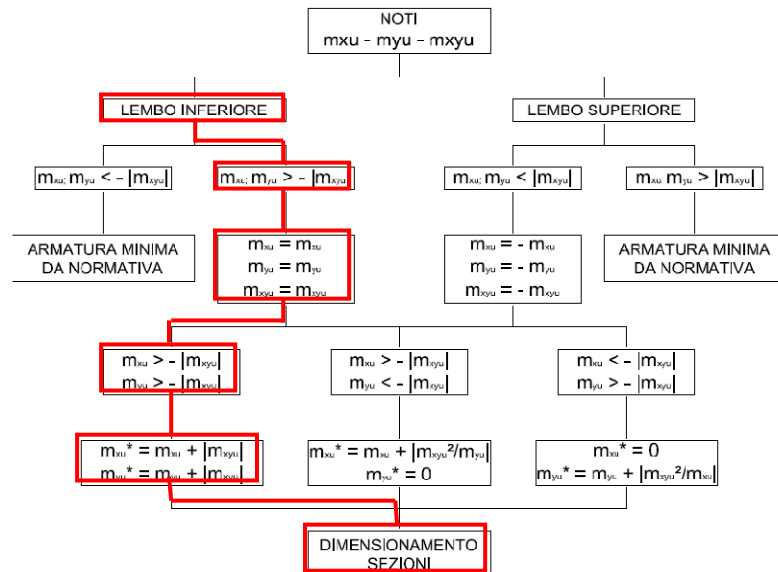 NOTI
mxu - myu - mxyu
LEMBO INFERIORE
LEMBO SUPERIORE
mxu; myu < - |mxyu|
mxu; myu > - |mxyu|
mxu; myu < |mxyu|
mxu myu > |mxyu|
ARMATURA MINIMA
DA NORMATIVA
mxu = mxu
myu = myu
mxyu = mxyu
mxu = - mxu
myu = - myu
mxyu = - mxyu
ARMATURA MINIMA
DA NORMATIVA
mxu > - |mxyu|
myu > - |mxyu|
mxu > - |mxyu|
myu < - |mxyu|
mxu < - |mxyu|
myu > - |mxyu|
mxu* = mxu + |mxyu|
myu* = myu + |mxyu|
mxu* = mxu + |mxyu²/myu|
myu* = 0
mxu* = 0
myu* = myu + |mxyu²/mxu|
DIMENSIONAMENTO
SEZIONI